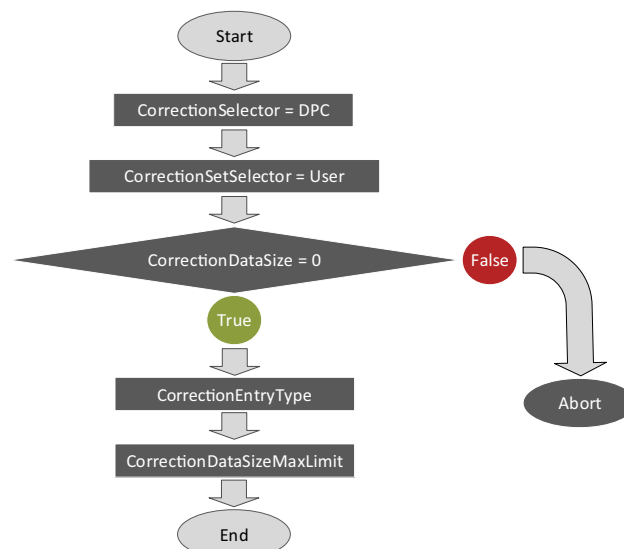 Start
CorrectionSelector = DPC
CorrectionSetSelector = User
CorrectionDataSize = 0
False
True
CorrectionEntryType
Abort
CorrectionDataSizeMaxLimit
End